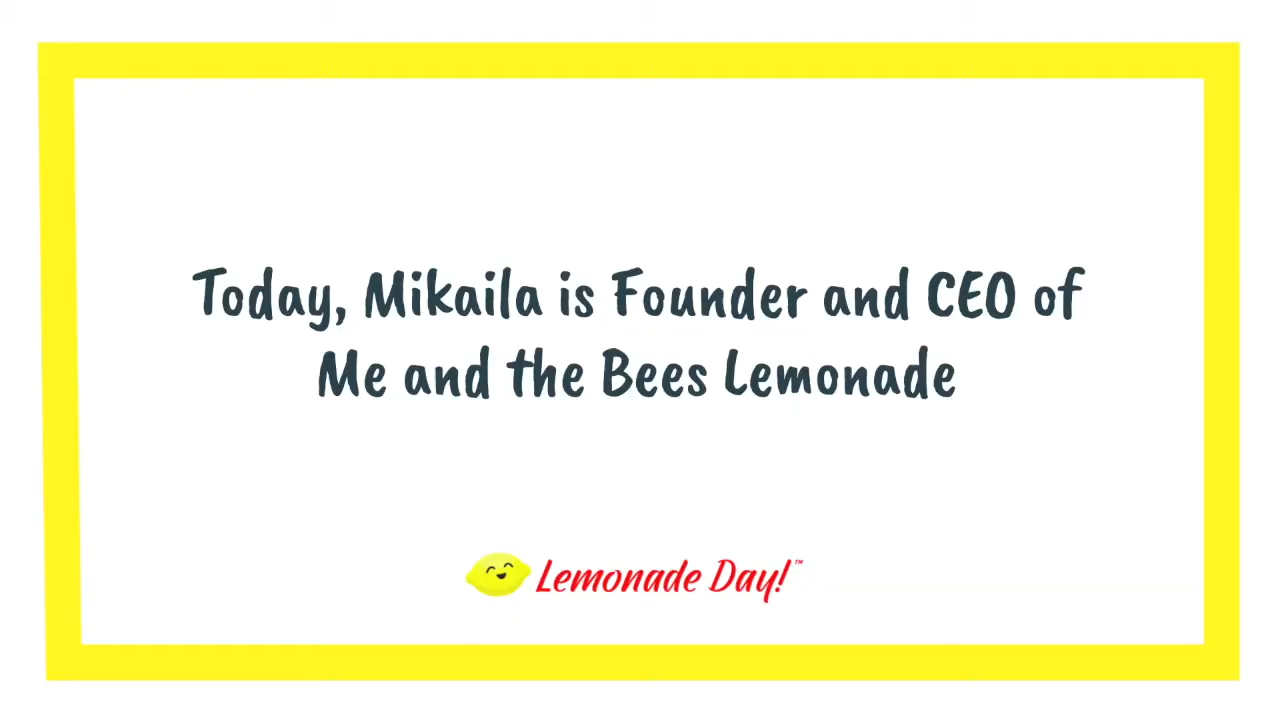 Today, Mikaila is Founder and CEO of
Me and the Bees Lemonade
Lemonade Day!™